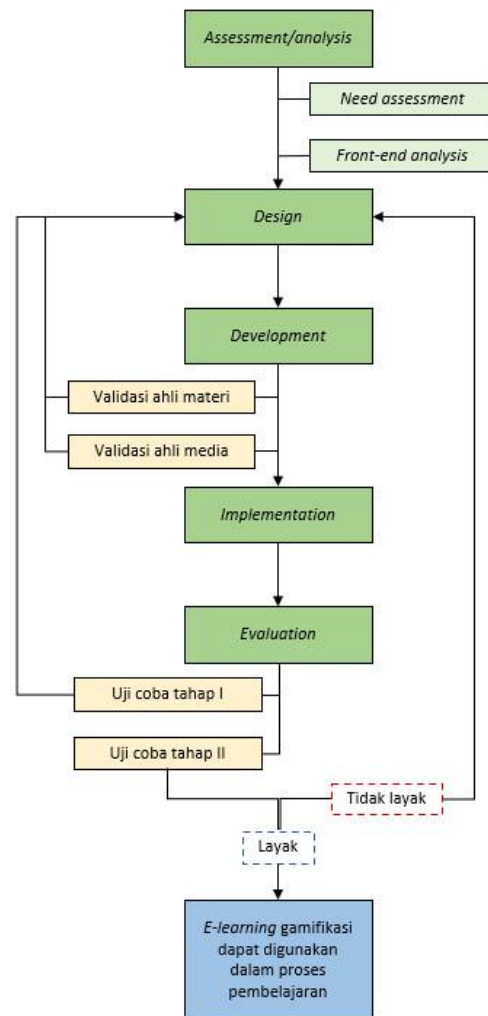 Assessment/analysis
Need assessment
Front-end analysis
Design
Development
Validasi ahli materi
Validasi ahli media
Implementation
Evaluation
Uji coba tahap I
Uji coba tahap II
Tidak layak
Layak
E-learning gamifikasi
dapat digunakan
dalam proses
pembelajaran